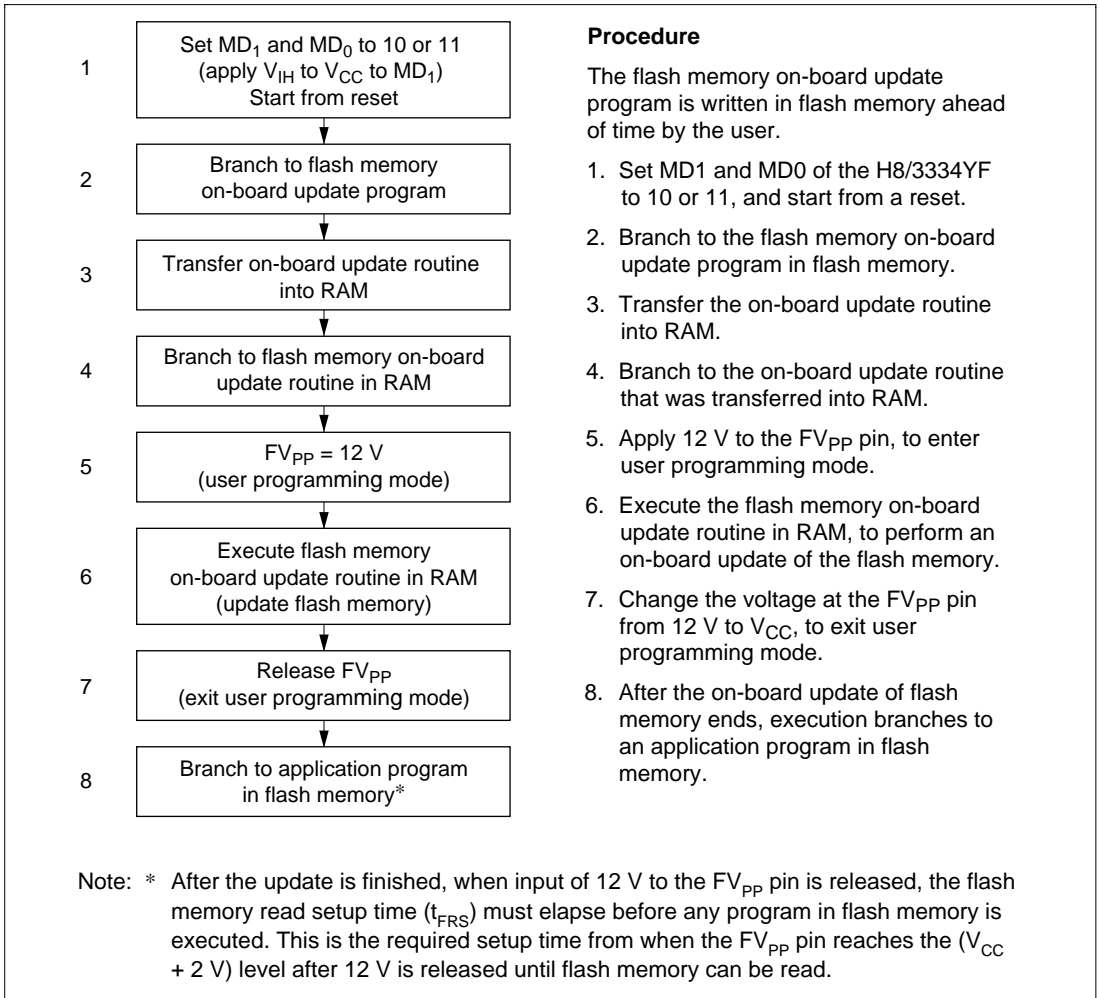 1
Set MD₁ and MD₀ to 10 or 11
(apply V_IH to V_CC to MD₁)
Start from reset
2
Branch to flash memory
on-board update program
3
Transfer on-board update routine
into RAM
4
Branch to flash memory on-board
update routine in RAM
5
FV_PP = 12 V
(user programming mode)
6
Execute flash memory
on-board update routine in RAM
(update flash memory)
7
Release FV_PP
(exit user programming mode)
8
Branch to application program
in flash memory*
Procedure
The flash memory on-board update
program is written in flash memory ahead
of time by the user.
1. Set MD1 and MD0 of the H8/3334YF
to 10 or 11, and start from a reset.
2. Branch to the flash memory on-board
update program in flash memory.
3. Transfer the on-board update routine
into RAM.
4. Branch to the on-board update routine
that was transferred into RAM.
5. Apply 12 V to the FV_PP pin, to enter
user programming mode.
6. Execute the flash memory on-board
update routine in RAM, to perform an
on-board update of the flash memory.
7. Change the voltage at the FV_PP pin
from 12 V to V_CC, to exit user
programming mode.
8. After the on-board update of flash
memory ends, execution branches to
an application program in flash
memory.
Note: * After the update is finished, when input of 12 V to the FV_PP pin is released, the flash
memory read setup time (t_FRS) must elapse before any program in flash memory is
executed. This is the required setup time from when the FV_PP pin reaches the (V_CC
+ 2 V) level after 12 V is released until flash memory can be read.